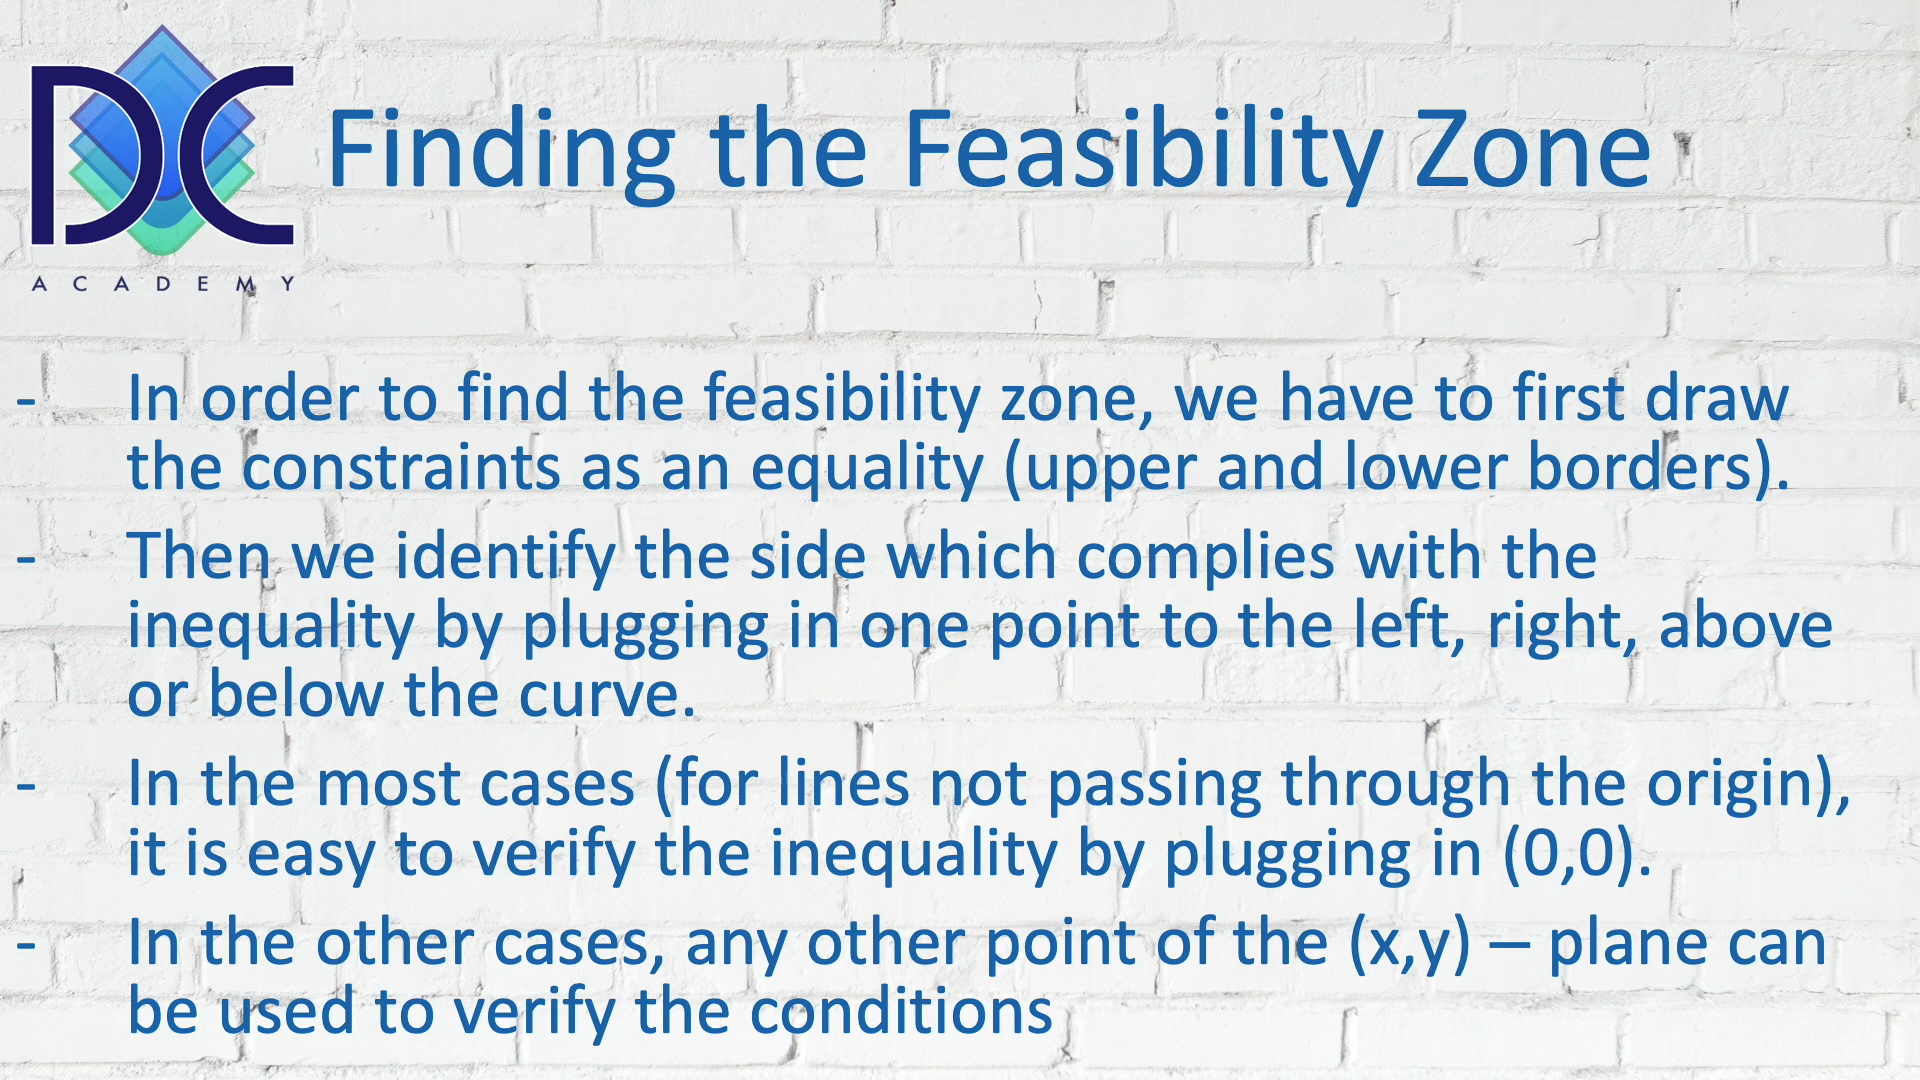 DC
ACADEMY
Finding the Feasibility Zone
- In order to find the feasibility zone, we have to first draw
the constraints as an equality (upper and lower borders).
- Then we identify the side which complies with the
inequality by plugging in one point to the left, right, above
or below the curve.
- In the most cases (for lines not passing through the origin),
it is easy to verify the inequality by plugging in (0,0).
- In the other cases, any other point of the (x,y) – plane can
be used to verify the conditions